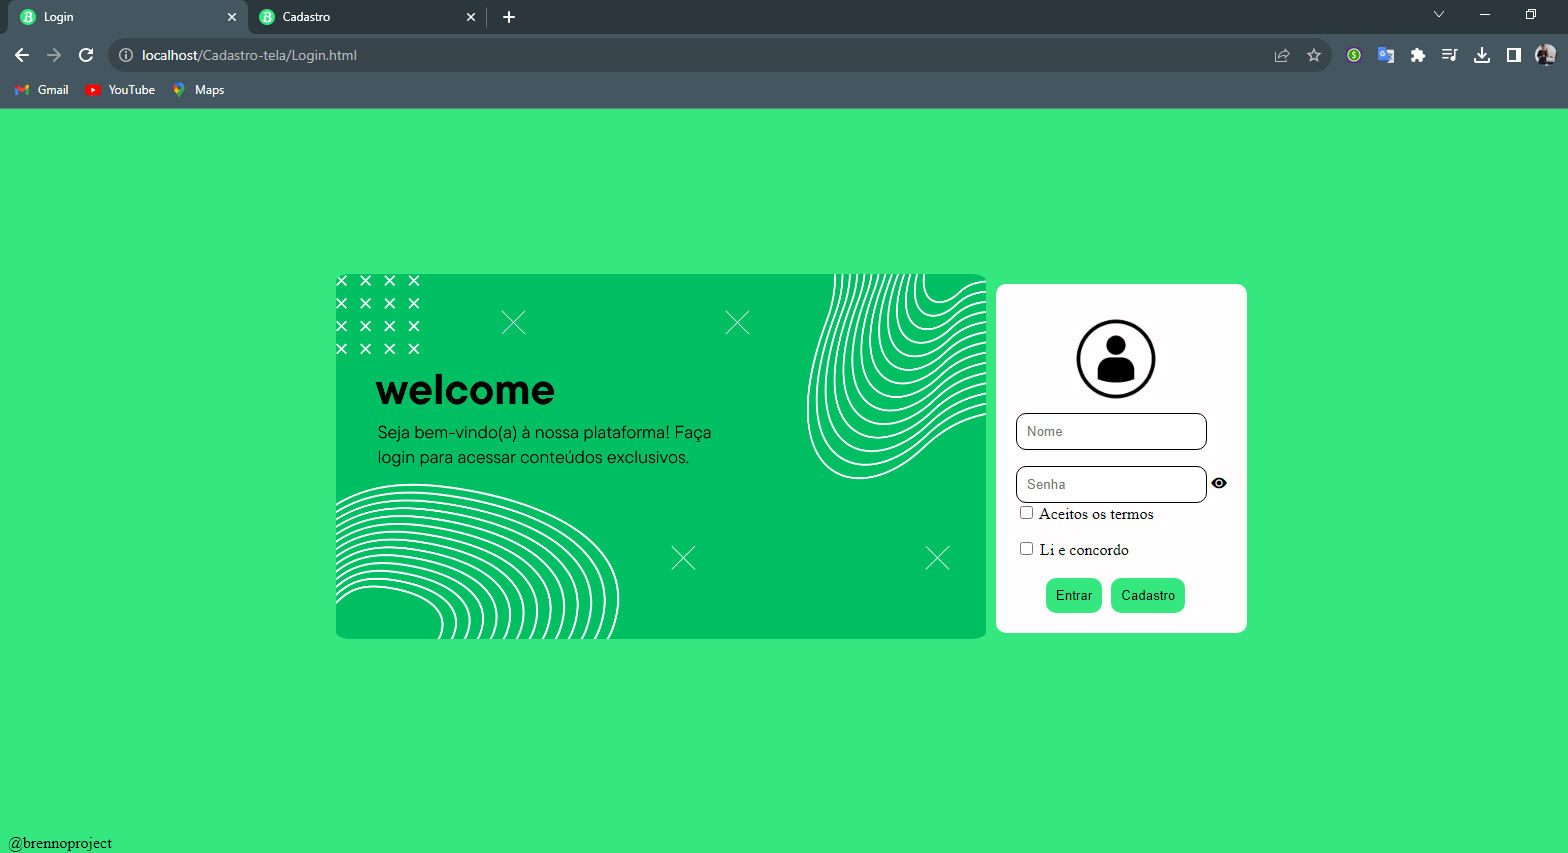 Login
Cadastro
localhost/Cadastro-tela/Login.html
Gmail
YouTube
Maps
welcome
Seja bem-vindo(a) à nossa plataforma! Faça
login para acessar conteúdos exclusivos.
Nome
Senha
Aceitos os termos
Li e concordo
Entrar
Cadastro
@brennoproject